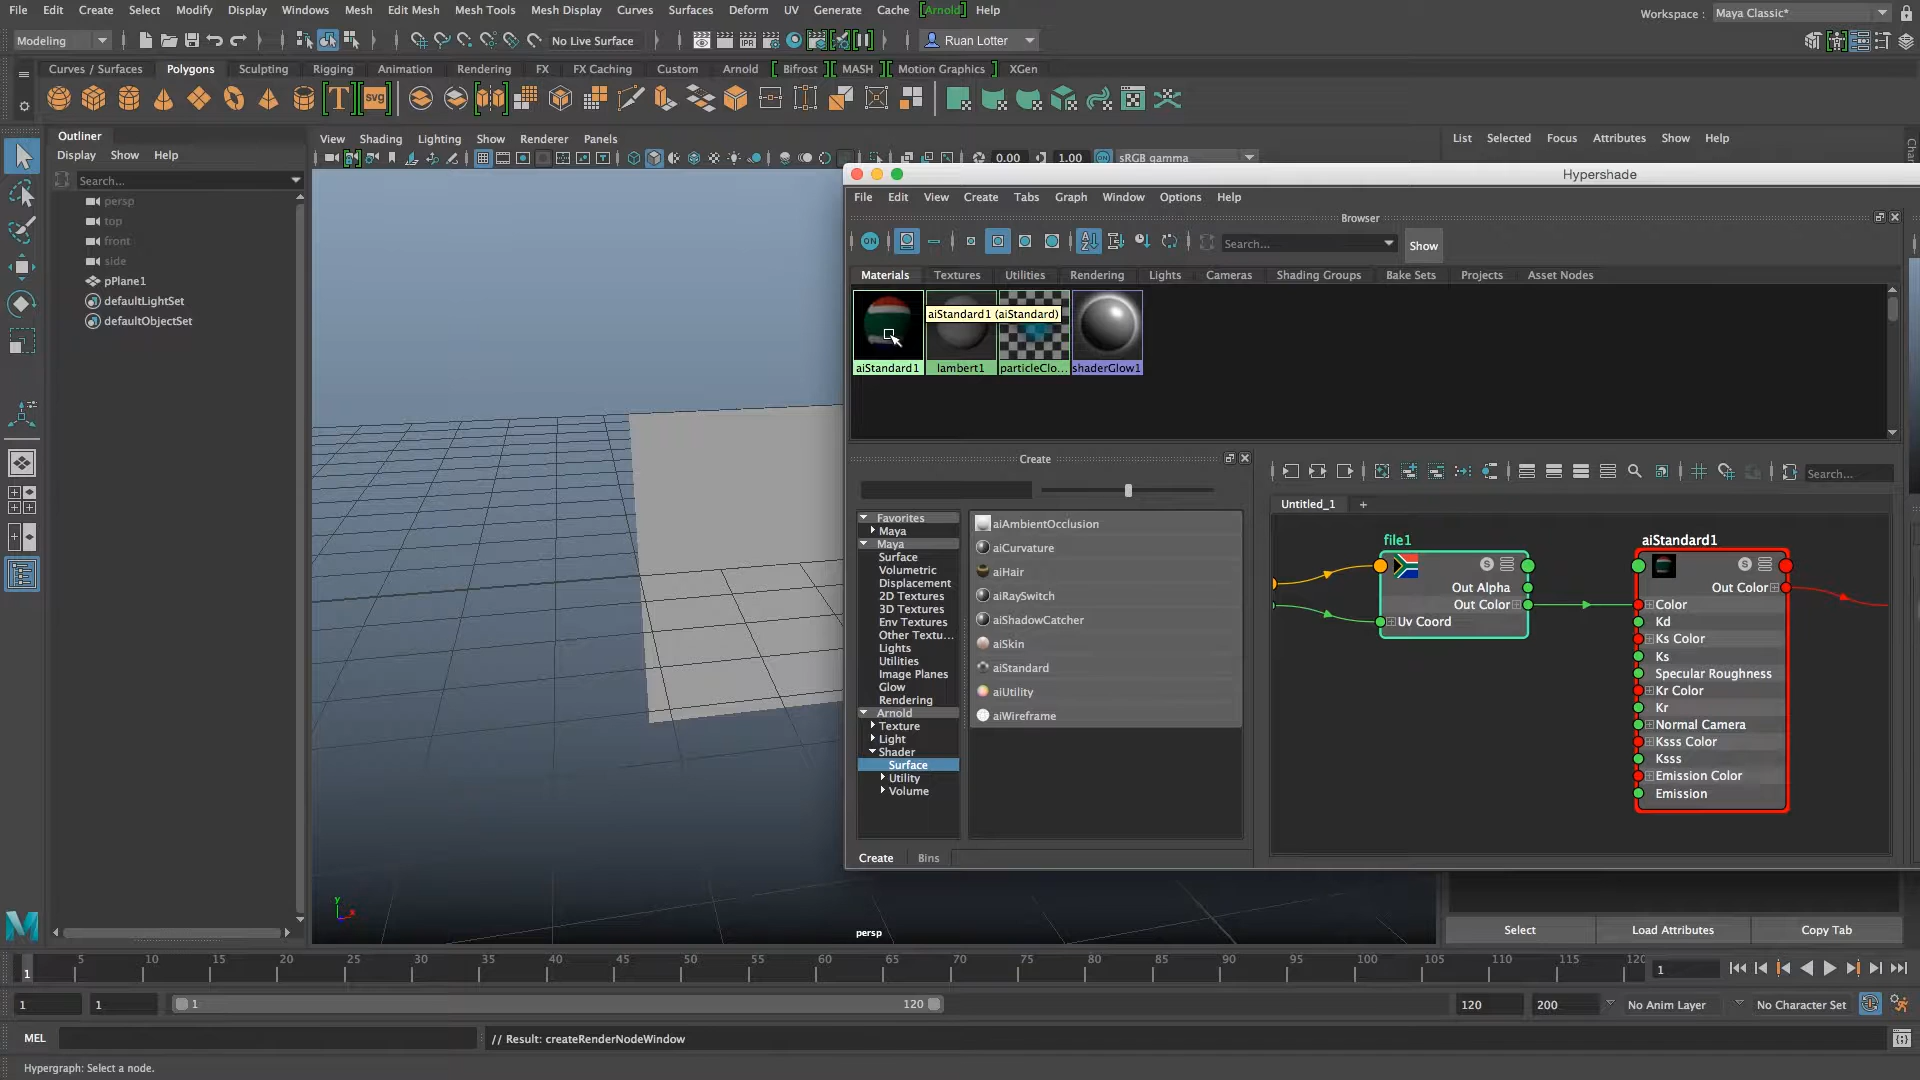 File Edit Create Select Modify Display Windows Mesh Edit Mesh Mesh Tools Mesh Display Curves Surfaces Deform UV Generate Cache [Arnold] Help
Workspace : Maya Classic*
Modeling No Live Surface Ruan Lotter
Curves / Surfaces Polygons Sculpting Rigging Animation Rendering FX FX Caching Custom Arnold Bifrost MASH Motion Graphics XGen
T svg
Outliner
Display Show Help
Search...
persp
top
front
side
pPlane1
defaultLightSet
defaultObjectSet
View Shading Lighting Show Renderer Panels
0.00 1.00 sRGB gamma
List Selected Focus Attributes Show Help
Hypershade
File Edit View Create Tabs Graph Window Options Help
Browser
ON Search... Show
Materials Textures Utilities Rendering Lights Cameras Shading Groups Bake Sets Projects Asset Nodes
aiStandard1 (aiStandard)
aiStandard1 lambert1 particleClo... shaderGlow1
Create
Favorites
Maya
Maya
Surface
Volumetric
Displacement
2D Textures
3D Textures
Env Textures
Other Textu...
Lights
Utilities
Image Planes
Glow
Rendering
Arnold
Texture
Light
Shader
Surface
Utility
Volume
aiAmbientOcclusion
aiCurvature
aiHair
aiRaySwitch
aiShadowCatcher
aiSkin
aiStandard
aiUtility
aiWireframe
Create Bins
Search...
Untitled_1 +
file1
Out Alpha
Out Color
Uv Coord
aiStandard1
Out Color
Color
Kd
Ks Color
Ks
Specular Roughness
Kr Color
Kr
Normal Camera
Ksss Color
Ksss
Emission Color
Emission
y
x
persp
Select Load Attributes Copy Tab
1 5 10 15 20 25 30 35 40 45 50 55 60 65 70 75 80 85 90 95 100 105 110 115 120 1
1 1 1 120 120 200 No Anim Layer No Character Set
MEL // Result: createRenderNodeWindow
Hypergraph: Select a node.